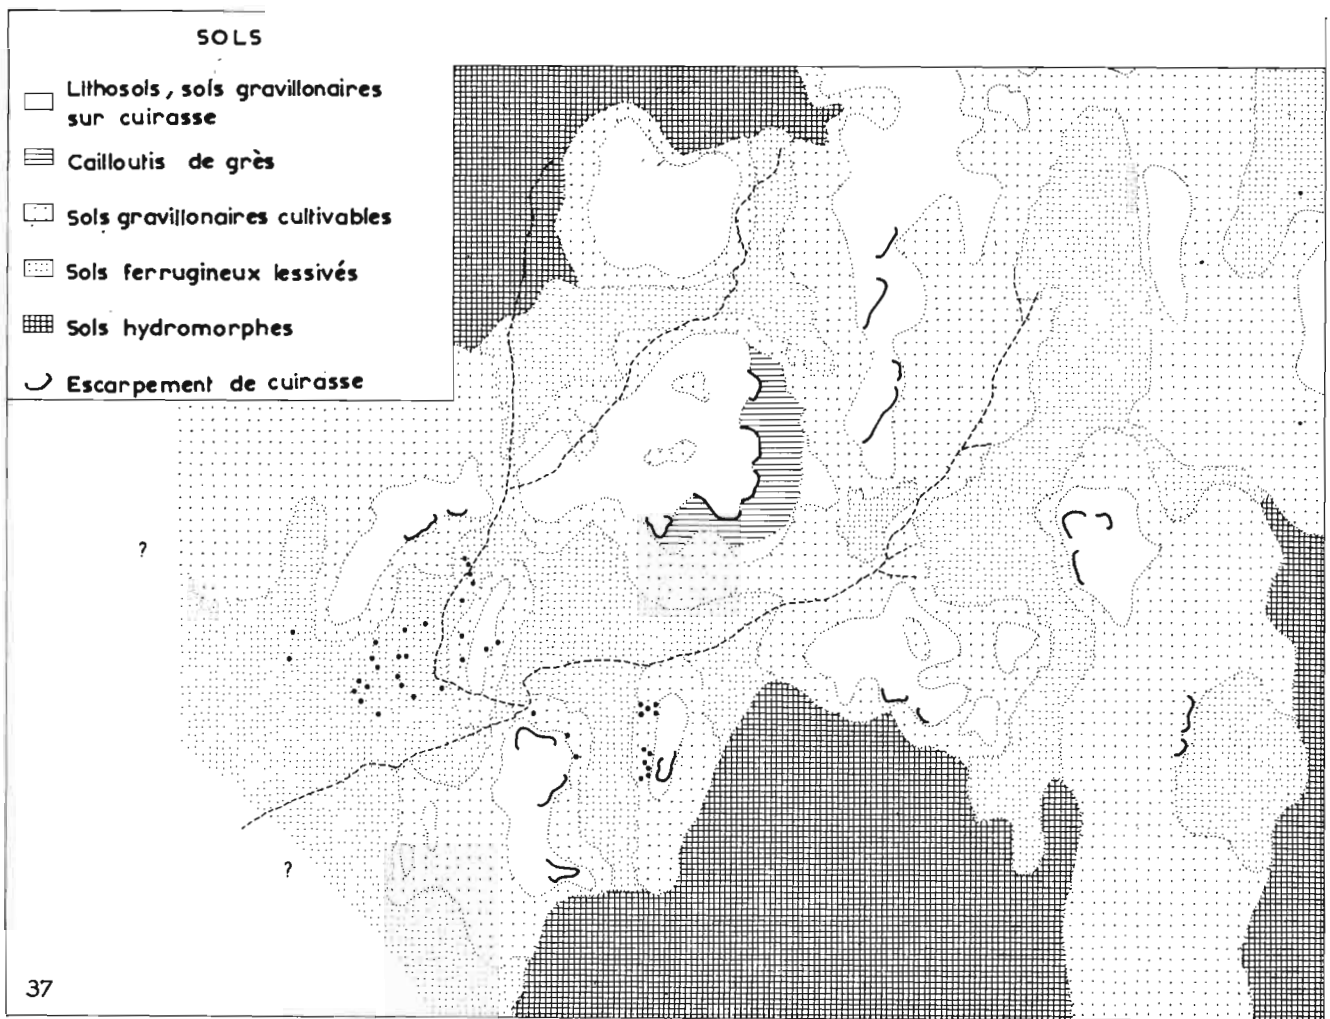 SOLS
Lithosols, sols gravillonaires
sur cuirasse
Cailloutis de grès
Sols gravillonaires cultivables
Sols ferrugineux lessivés
Sols hydromorphes
Escarpement de cuirasse
?
?
37